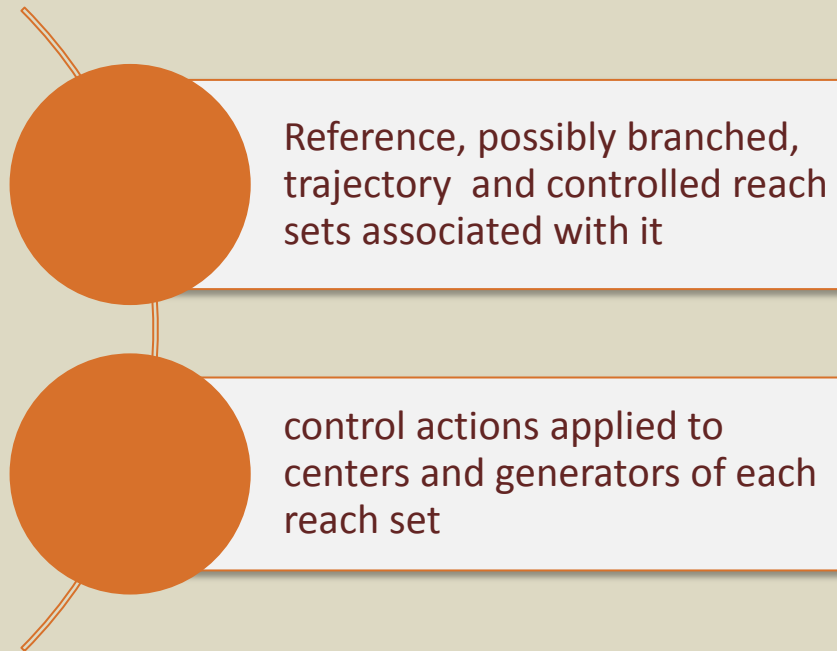 Reference, possibly branched,
trajectory  and controlled reach
sets associated with it
control actions applied to
centers and generators of each
reach set